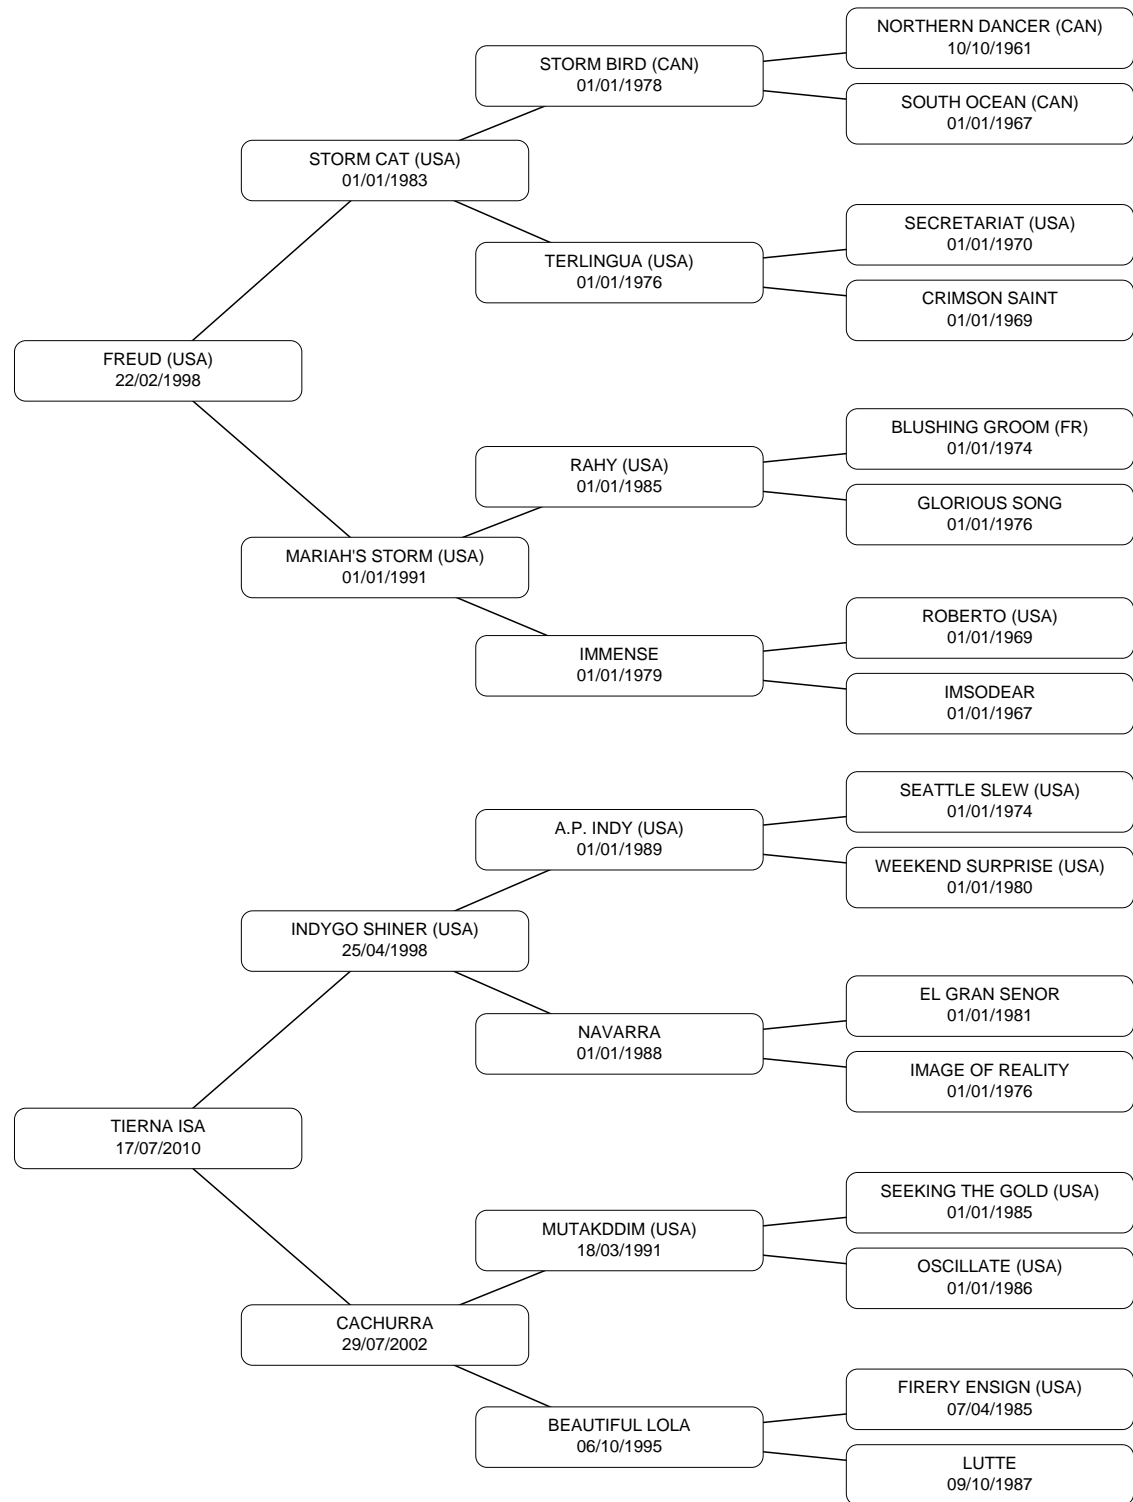 NORTHERN DANCER (CAN)
10/10/1961
STORM BIRD (CAN)
01/01/1978
SOUTH OCEAN (CAN)
01/01/1967
STORM CAT (USA)
01/01/1983
SECRETARIAT (USA)
01/01/1970
TERLINGUA (USA)
01/01/1976
CRIMSON SAINT
01/01/1969
FREUD (USA)
22/02/1998
BLUSHING GROOM (FR)
01/01/1974
RAHY (USA)
01/01/1985
GLORIOUS SONG
01/01/1976
MARIAH'S STORM (USA)
01/01/1991
ROBERTO (USA)
01/01/1969
IMMENSE
01/01/1979
IMSODEAR
01/01/1967
SEATTLE SLEW (USA)
01/01/1974
A.P. INDY (USA)
01/01/1989
WEEKEND SURPRISE (USA)
01/01/1980
INDYGO SHINER (USA)
25/04/1998
EL GRAN SENOR
01/01/1981
NAVARRA
01/01/1988
IMAGE OF REALITY
01/01/1976
TIERNA ISA
17/07/2010
SEEKING THE GOLD (USA)
01/01/1985
MUTAKDDIM (USA)
18/03/1991
OSCILLATE (USA)
01/01/1986
CACHURRA
29/07/2002
FIRERY ENSIGN (USA)
07/04/1985
BEAUTIFUL LOLA
06/10/1995
LUTTE
09/10/1987